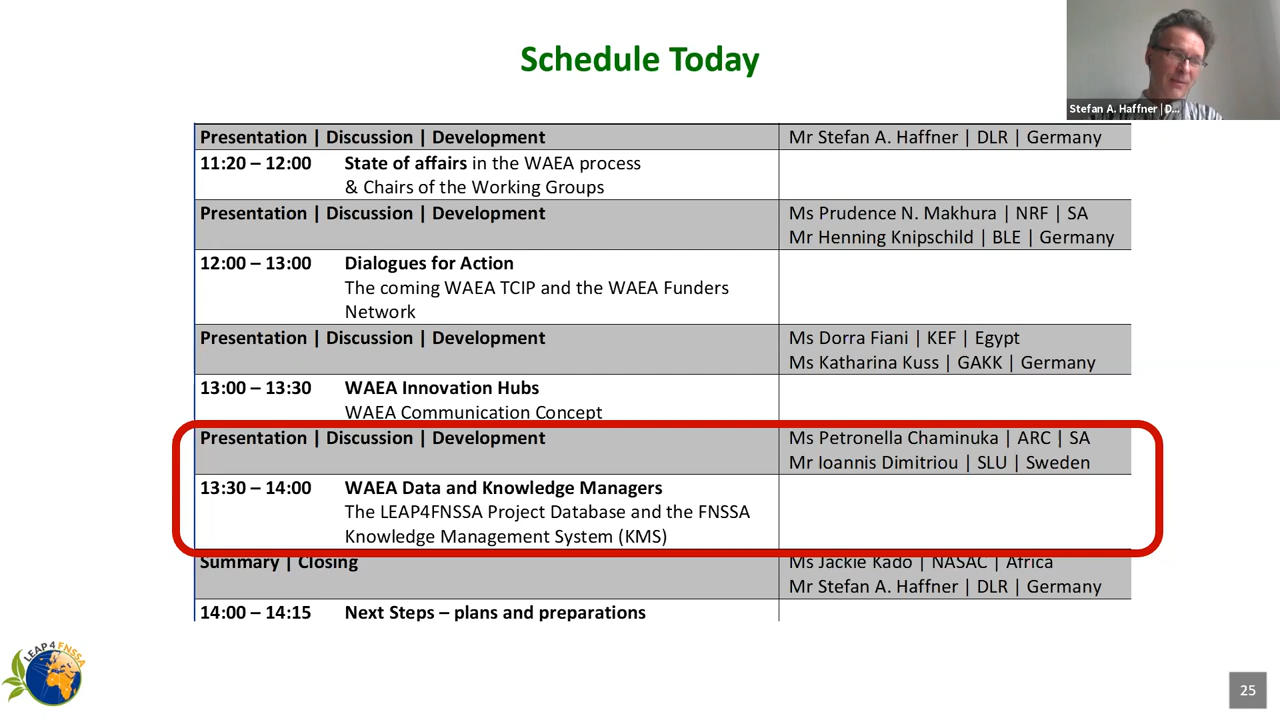 Schedule Today
Stefan A. Haffner | D...
Presentation | Discussion | Development Mr Stefan A. Haffner | DLR | Germany
11:20 – 12:00 State of affairs in the WAEA process
& Chairs of the Working Groups
Presentation | Discussion | Development Ms Prudence N. Makhura | NRF | SA
Mr Henning Knipschild | BLE | Germany
12:00 – 13:00 Dialogues for Action
The coming WAEA TCIP and the WAEA Funders
Network
Presentation | Discussion | Development Ms Dorra Fiani | KEF | Egypt
Ms Katharina Kuss | GAKK | Germany
13:00 – 13:30 WAEA Innovation Hubs
WAEA Communication Concept
Presentation | Discussion | Development Ms Petronella Chaminuka | ARC | SA
Mr Ioannis Dimitriou | SLU | Sweden
13:30 – 14:00 WAEA Data and Knowledge Managers
The LEAP4FNSSA Project Database and the FNSSA
Knowledge Management System (KMS)
Summary | Closing Ms Jackie Kado | NASAC | Africa
Mr Stefan A. Haffner | DLR | Germany
14:00 – 14:15 Next Steps – plans and preparations
LEAP4FNSSA
25